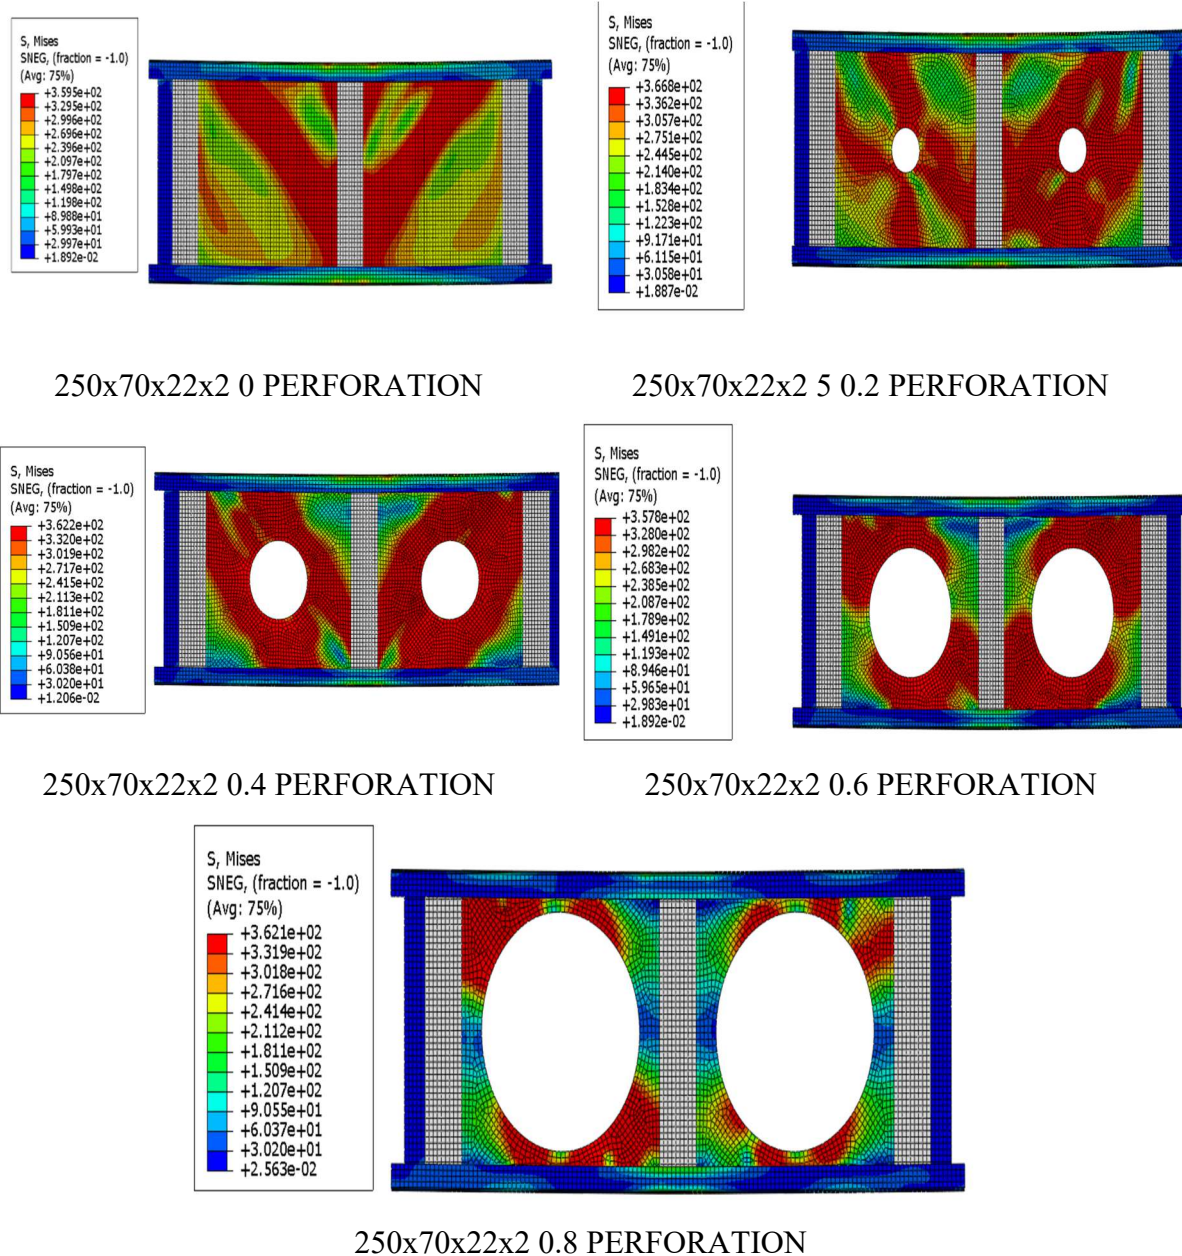 S, Mises
SNEG, (fraction = -1.0)
(Avg: 75%)
+3.595e+02
+3.295e+02
+2.996e+02
+2.696e+02
+2.396e+02
+2.097e+02
+1.797e+02
+1.498e+02
+1.198e+02
+8.988e+01
+5.993e+01
+2.997e+01
+1.892e-02
250x70x22x2 0 PERFORATION
S, Mises
SNEG, (fraction = -1.0)
(Avg: 75%)
+3.668e+02
+3.362e+02
+3.057e+02
+2.751e+02
+2.445e+02
+2.140e+02
+1.834e+02
+1.528e+02
+1.223e+02
+9.171e+01
+6.115e+01
+3.058e+01
+1.887e-02
250x70x22x2 5 0.2 PERFORATION
S, Mises
SNEG, (fraction = -1.0)
(Avg: 75%)
+3.622e+02
+3.320e+02
+3.019e+02
+2.717e+02
+2.415e+02
+2.113e+02
+1.811e+02
+1.509e+02
+1.207e+02
+9.056e+01
+6.038e+01
+3.020e+01
+1.206e-02
250x70x22x2 0.4 PERFORATION
S, Mises
SNEG, (fraction = -1.0)
(Avg: 75%)
+3.578e+02
+3.280e+02
+2.982e+02
+2.683e+02
+2.385e+02
+2.087e+02
+1.789e+02
+1.491e+02
+1.193e+02
+8.946e+01
+5.965e+01
+2.983e+01
+1.892e-02
250x70x22x2 0.6 PERFORATION
S, Mises
SNEG, (fraction = -1.0)
(Avg: 75%)
+3.621e+02
+3.319e+02
+3.018e+02
+2.716e+02
+2.414e+02
+2.112e+02
+1.811e+02
+1.509e+02
+1.207e+02
+9.055e+01
+6.037e+01
+3.020e+01
+2.563e-02
250x70x22x2 0.8 PERFORATION